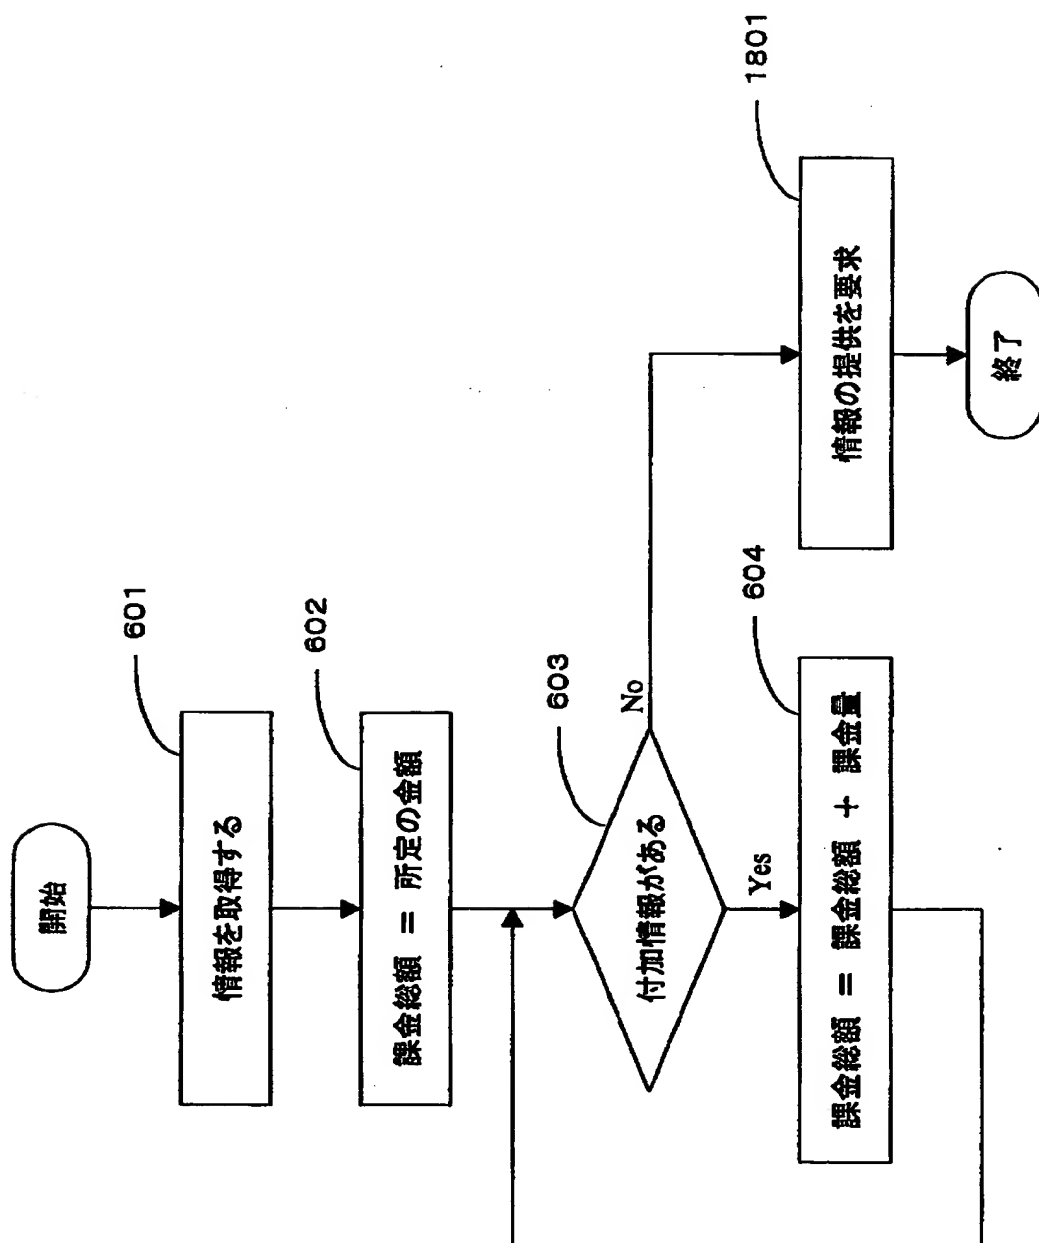 開始
601
情報を取得する
602
課金総額 = 所定の金額
603
付加情報がある
No
Yes
604
課金総額 = 課金総額 + 課金量
1801
情報の提供を要求
終了